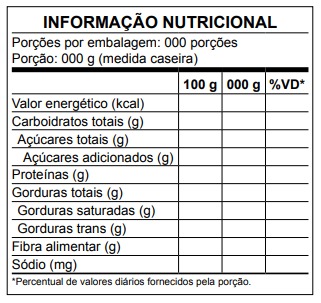 INFORMAÇÃO NUTRICIONAL
Porções por embalagem: 000 porções
Porção: 000 g (medida caseira)
100 g 000 g %VD*
Valor energético (kcal)
Carboidratos totais (g)
Açúcares totais (g)
Açúcares adicionados (g)
Proteínas (g)
Gorduras totais (g)
Gorduras saturadas (g)
Gorduras trans (g)
Fibra alimentar (g)
Sódio (mg)
*Percentual de valores diários fornecidos pela porção.